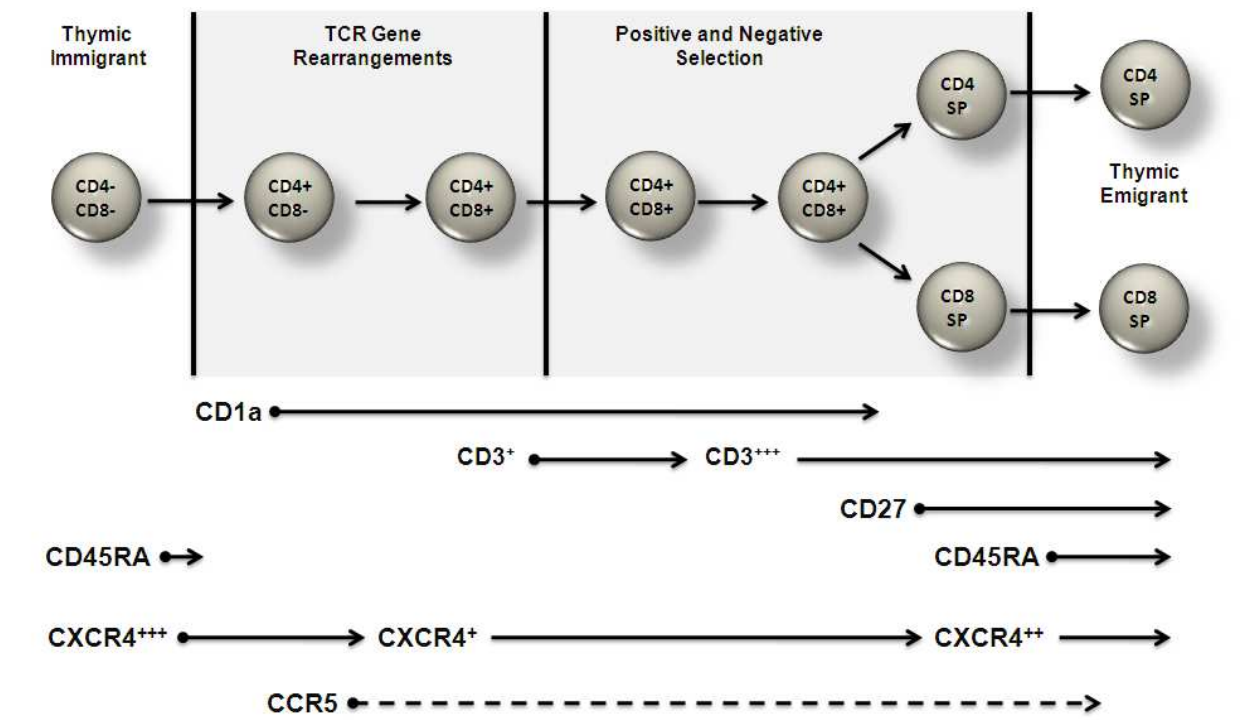 Thymic
Immigrant
TCR Gene
Rearrangements
Positive and Negative
Selection
CD4
SP
CD4
SP
CD4-
CD8-
CD4+
CD8-
CD4+
CD8+
CD4+
CD8+
CD4+
CD8+
Thymic
Emigrant
CD8
SP
CD8
SP
CD1a
CD3⁺ CD3⁺⁺⁺
CD27
CD45RA CD45RA
CXCR4⁺⁺⁺ CXCR4⁺ CXCR4⁺⁺
CCR5